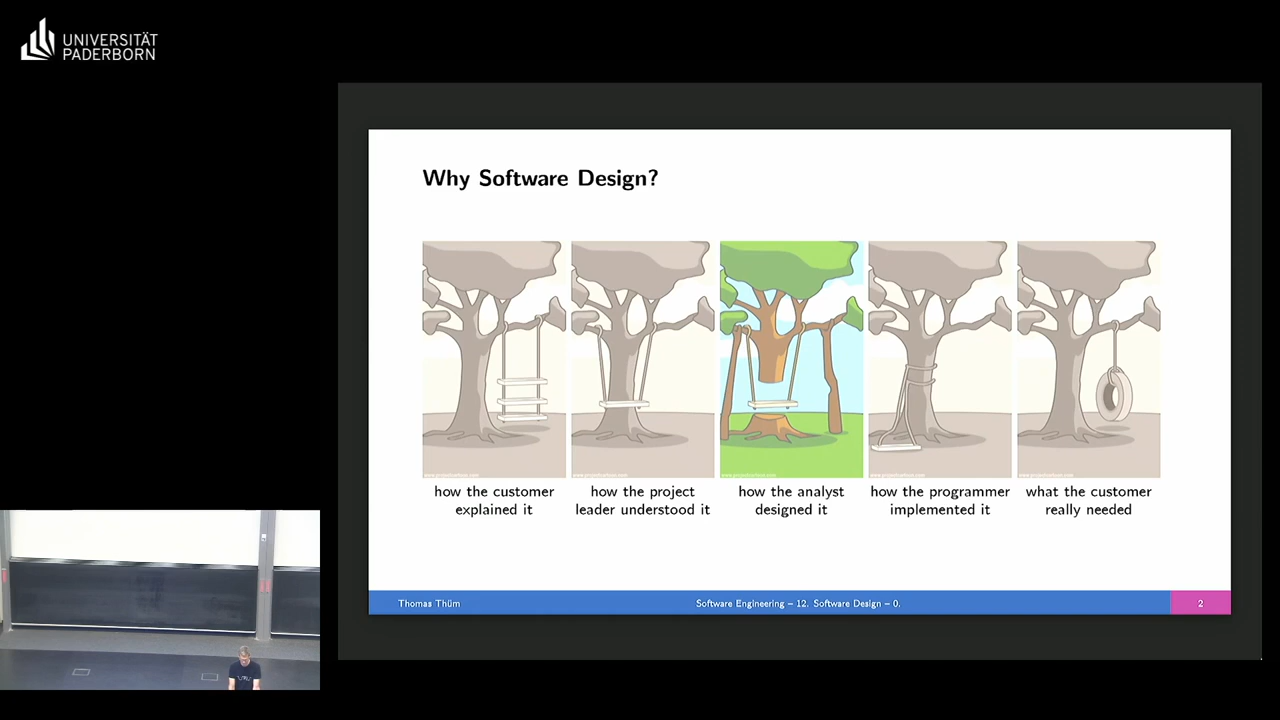 UNIVERSITÄT
PADERBORN
Why Software Design?
how the customer
explained it
how the project
leader understood it
how the analyst
designed it
how the programmer
implemented it
what the customer
really needed
Thomas Thüm
Software Engineering – 12. Software Design – 0.
2